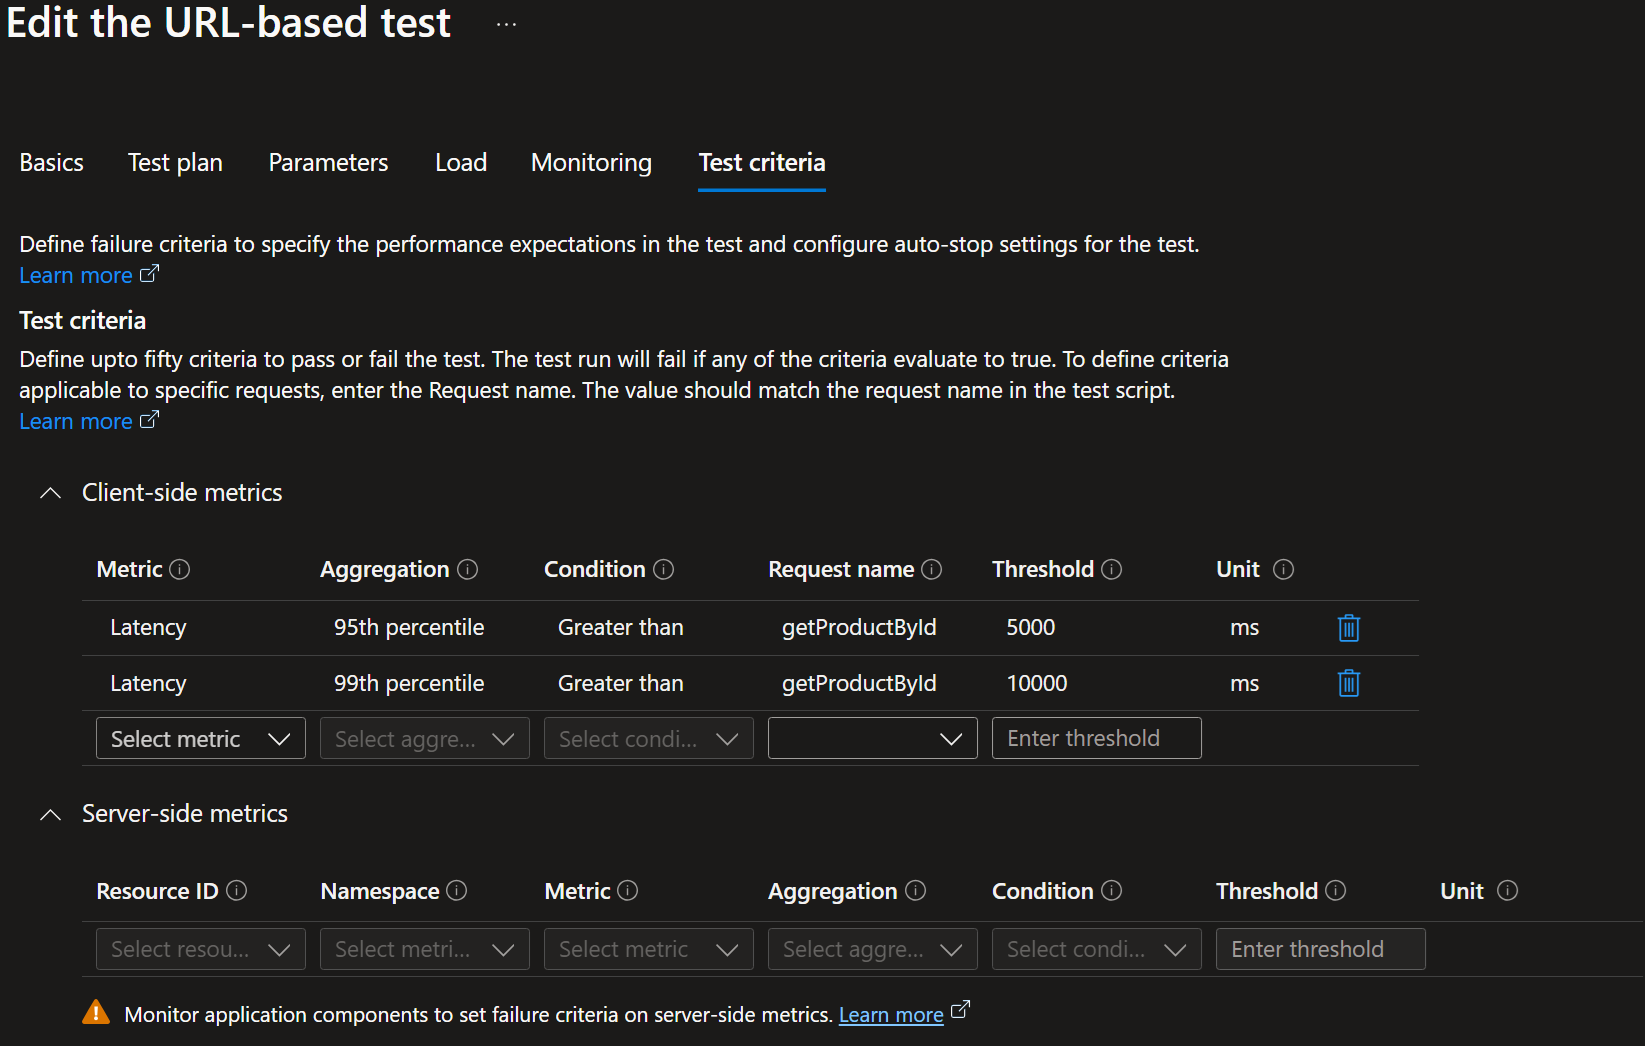 Edit the URL-based test ...
Basics Test plan Parameters Load Monitoring Test criteria
Define failure criteria to specify the performance expectations in the test and configure auto-stop settings for the test.
Learn more
Test criteria
Define upto fifty criteria to pass or fail the test. The test run will fail if any of the criteria evaluate to true. To define criteria
applicable to specific requests, enter the Request name. The value should match the request name in the test script.
Learn more
Client-side metrics
Metric Aggregation Condition Request name Threshold Unit
Latency 95th percentile Greater than getProductById 5000 ms
Latency 99th percentile Greater than getProductById 10000 ms
Select metric Select aggre... Select condi... Enter threshold
Server-side metrics
Resource ID Namespace Metric Aggregation Condition Threshold Unit
Select resou... Select metri... Select metric Select aggre... Select condi... Enter threshold
Monitor application components to set failure criteria on server-side metrics. Learn more